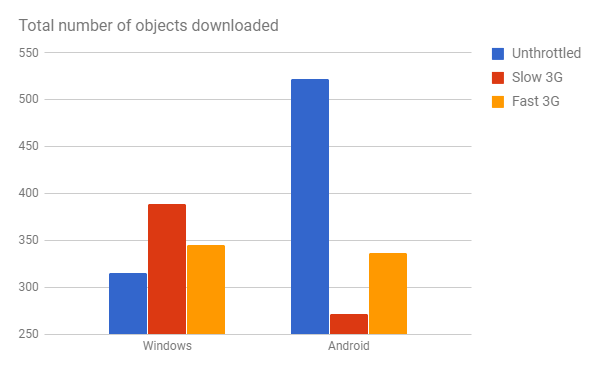 Total number of objects downloaded
550
500
450
400
350
300
250
Windows
Android
Unthrottled
Slow 3G
Fast 3G